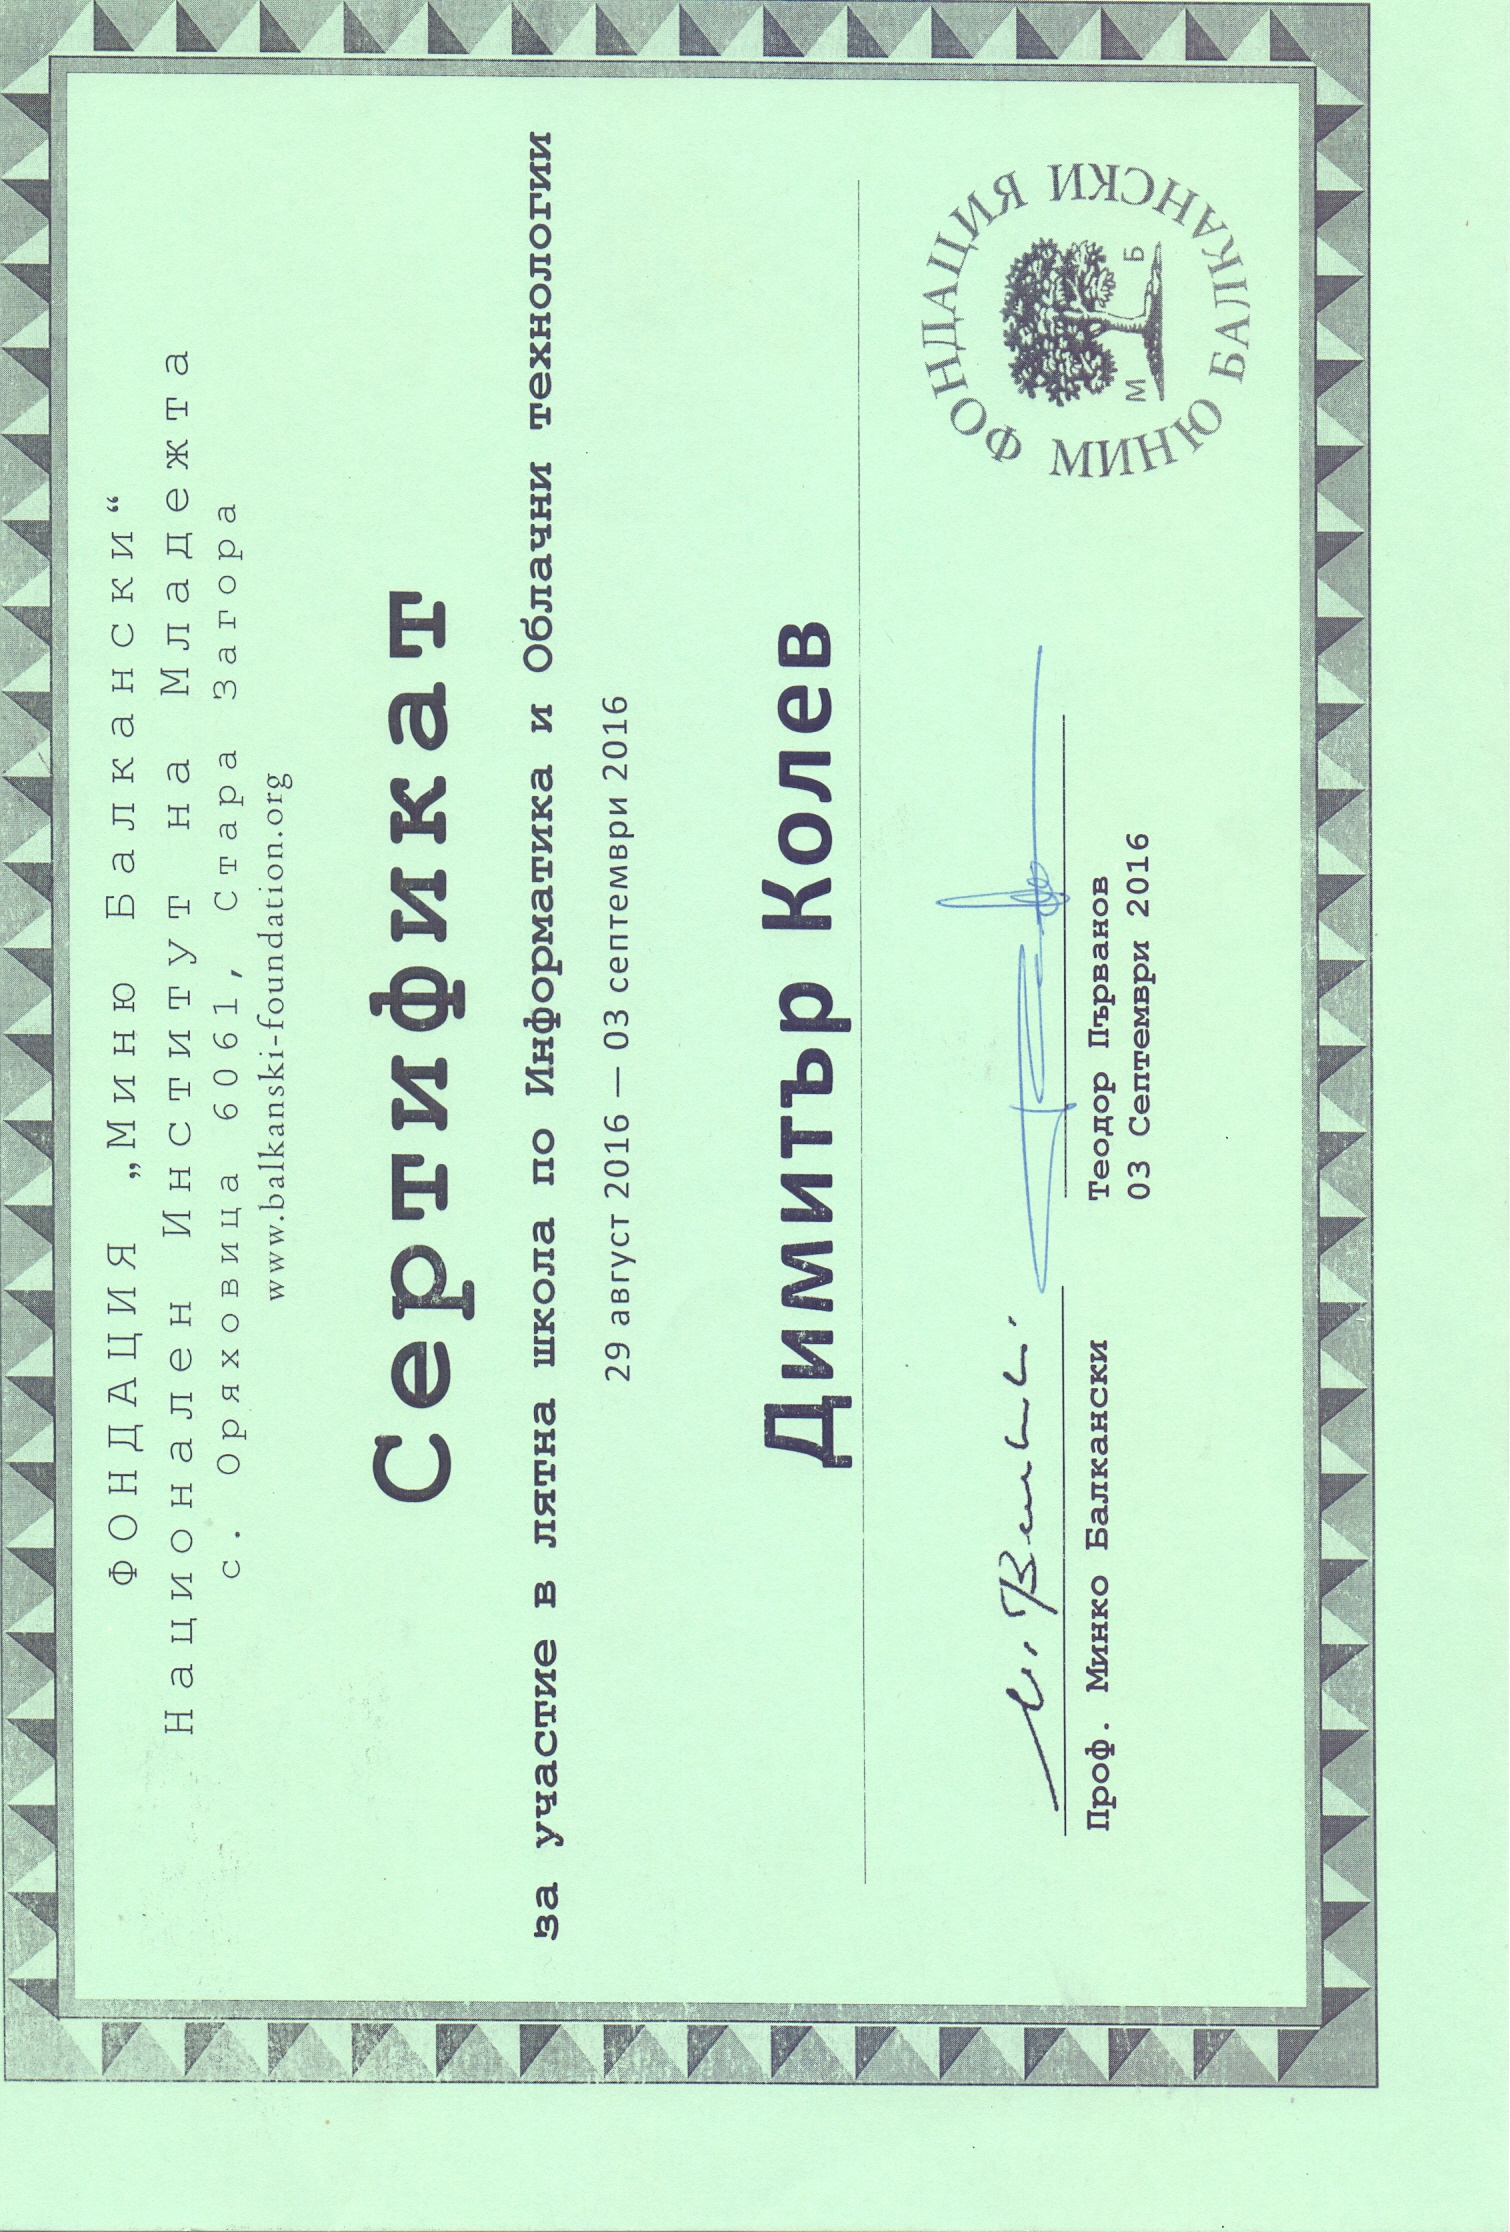 ФОНДАЦИЯ „Миню Балкански“
Национален Институт на Младежта
с. Оряховица 6061, Стара Загора
www.balkanski-foundation.org
Сертификат
за участие в лятна школа по Информатика и Облачни технологии
29 август 2016 — 03 септември 2016
Димитър Колев
Проф. Минко Балкански
Теодор Първанов
03 Септември 2016
ФОНДАЦИЯ
МИНЮ БАЛКАНСКИ
М Б